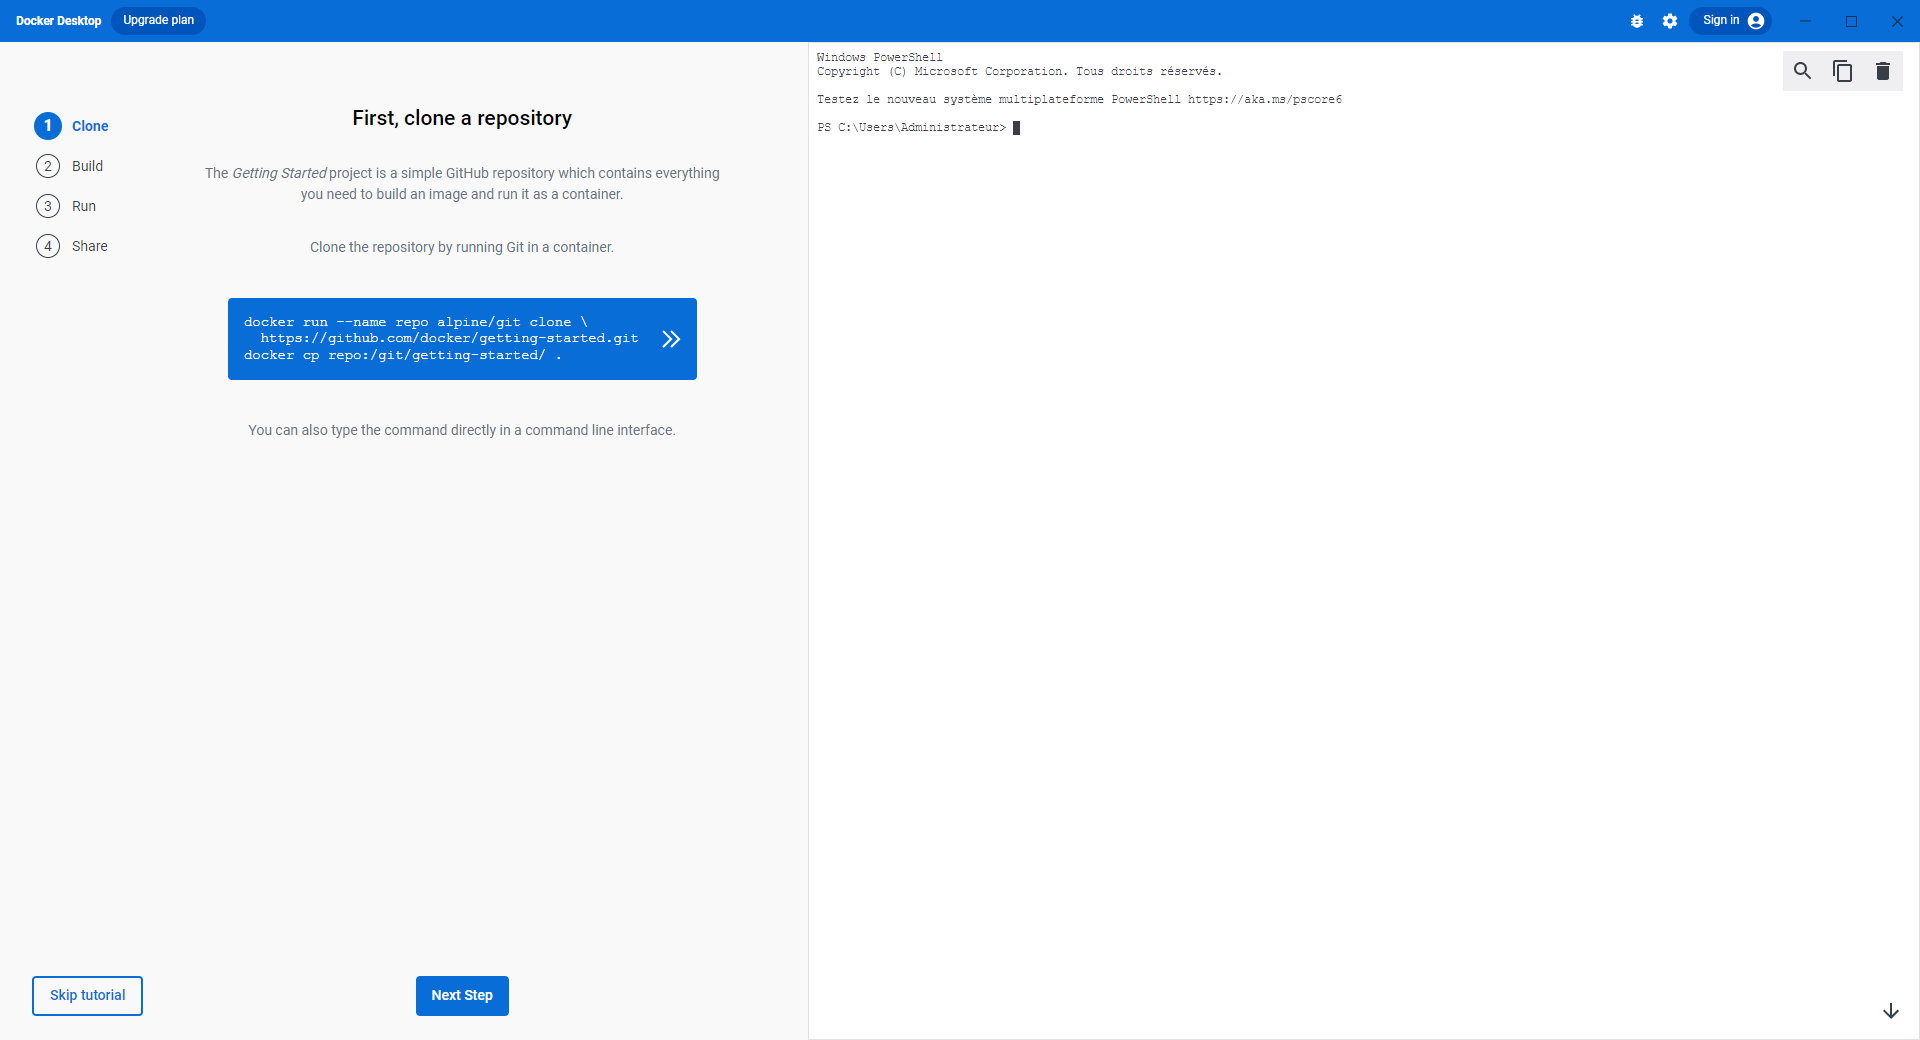 Docker Desktop Upgrade plan Sign in
1 Clone
2 Build
3 Run
4 Share
First, clone a repository
The Getting Started project is a simple GitHub repository which contains everything
you need to build an image and run it as a container.
Clone the repository by running Git in a container.
docker run --name repo alpine/git clone \
https://github.com/docker/getting-started.git
docker cp repo:/git/getting-started/ .
You can also type the command directly in a command line interface.
Skip tutorial
Next Step
Windows PowerShell
Copyright (C) Microsoft Corporation. Tous droits réservés.
Testez le nouveau système multiplateforme PowerShell https://aka.ms/pscore6
PS C:\Users\Administrateur>